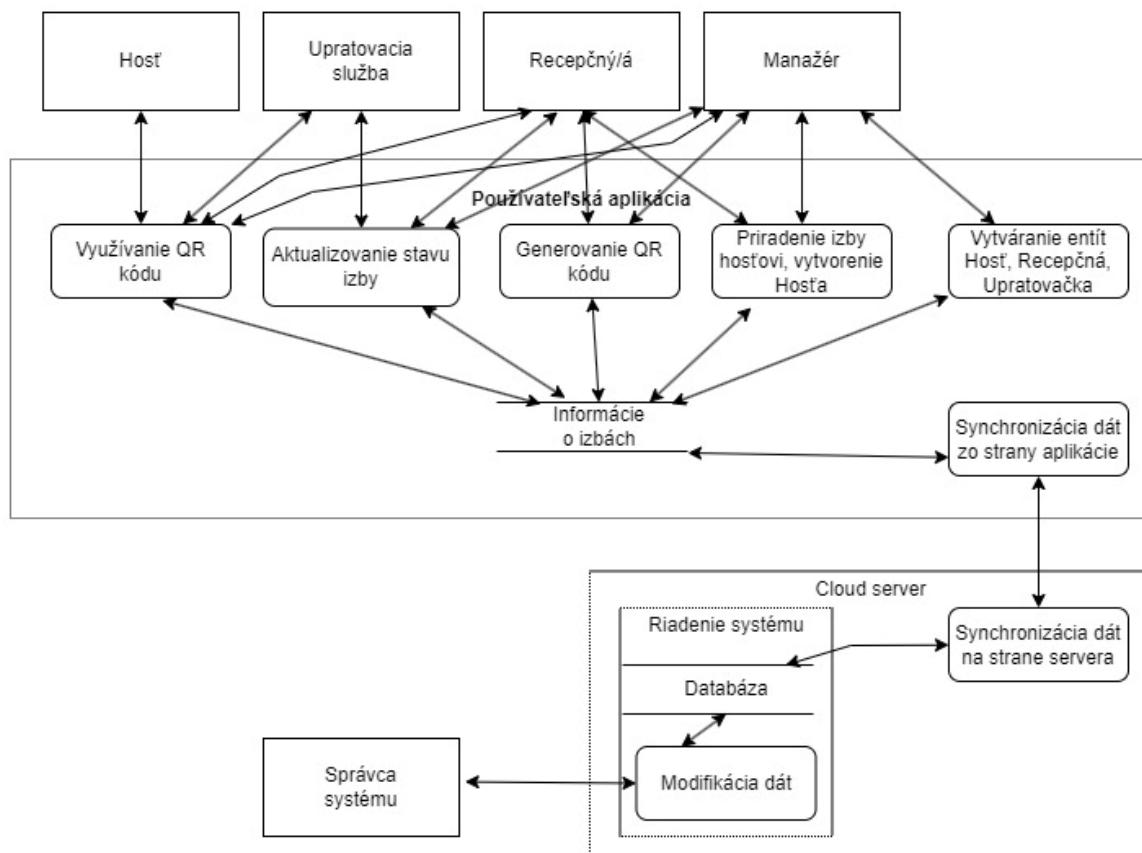 Hosť
Upratovacia
služba
Recepčný/á
Manažér
Používateľská aplikácia
Využívanie QR
kódu
Aktualizovanie stavu
izby
Generovanie QR
kódu
Priradenie izby
hosťovi, vytvorenie
Hosťa
Vytváranie entít
Hosť, Recepčná,
Upratovačka
Informácie
o izbách
Synchronizácia dát
zo strany aplikácie
Cloud server
Riadenie systému
Synchronizácia dát
na strane servera
Databáza
Správca
systému
Modifikácia dát